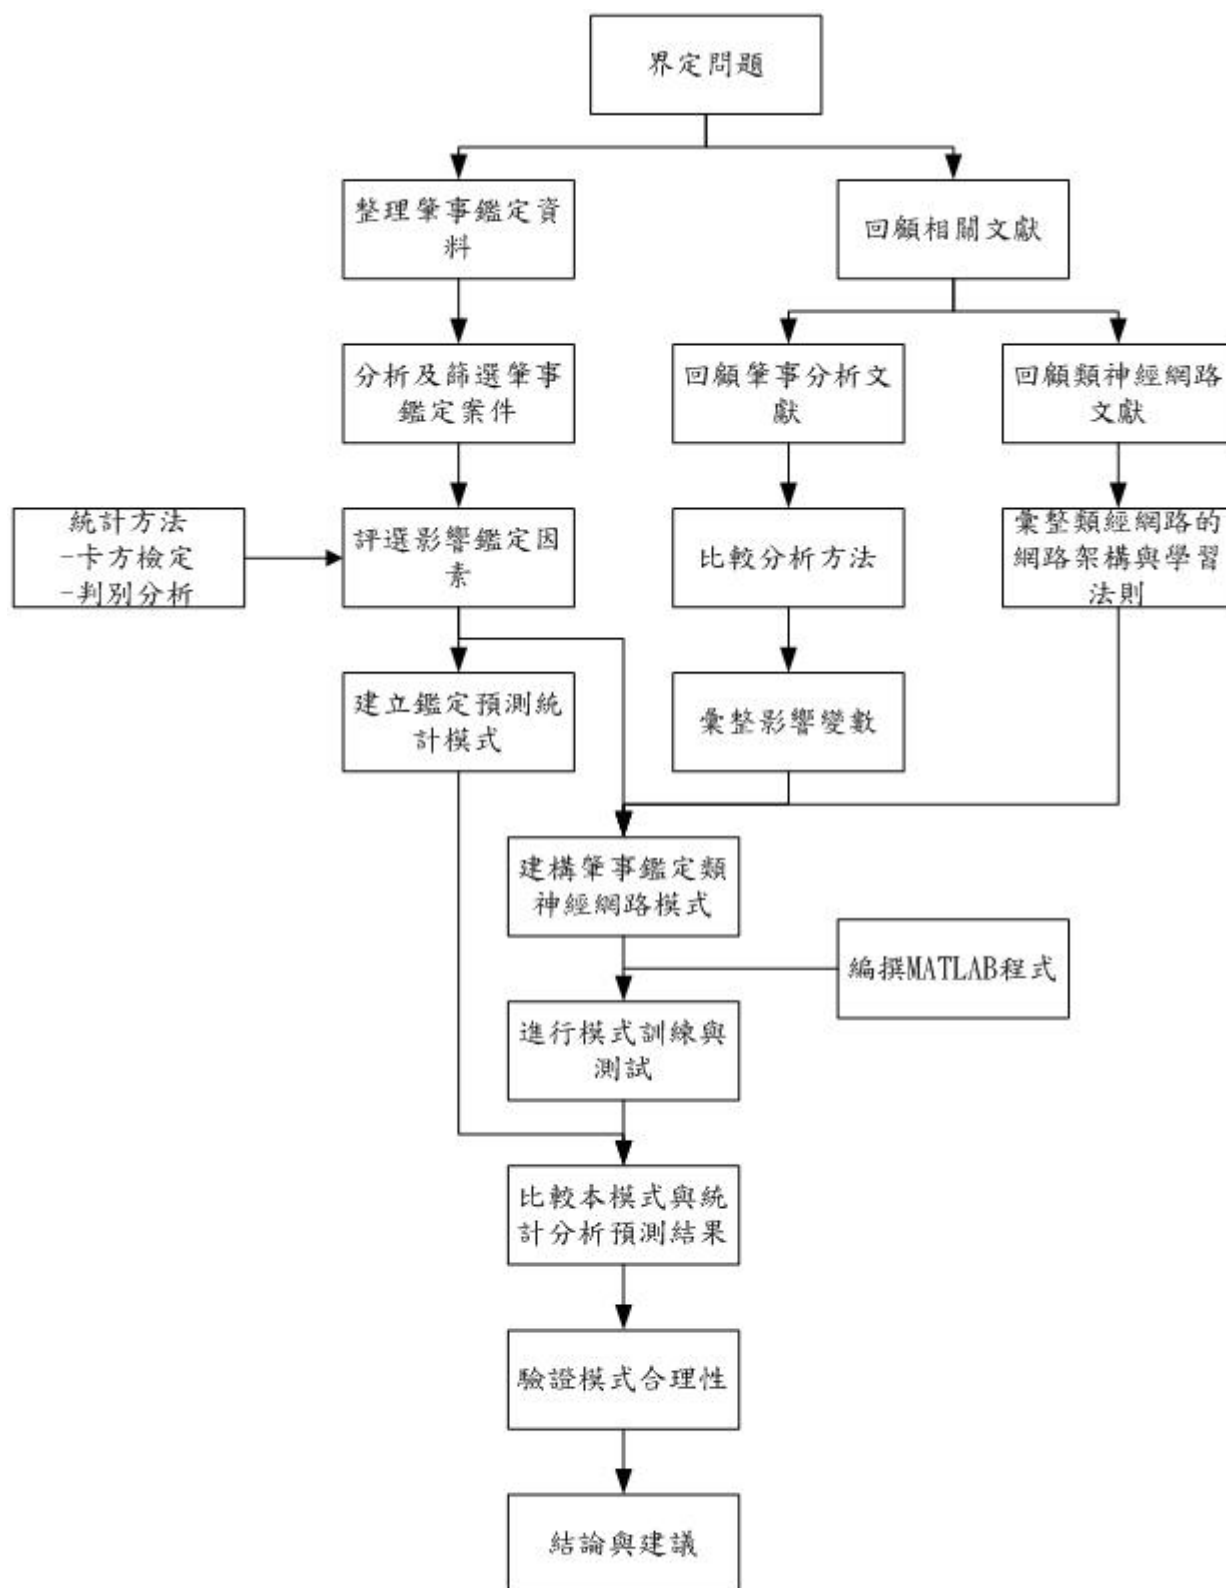 界定問題
整理肇事鑑定資
料
回顧相關文獻
分析及篩選肇事
鑑定案件
回顧肇事分析文
獻
回顧類神經網路
文獻
統計方法
-卡方檢定
-判別分析
評選影響鑑定因
素
比較分析方法
彙整類經網路的
網路架構與學習
法則
建立鑑定預測統
計模式
彙整影響變數
建構肇事鑑定類
神經網路模式
編撰MATLAB程式
進行模式訓練與
測試
比較本模式與統
計分析預測結果
驗證模式合理性
結論與建議